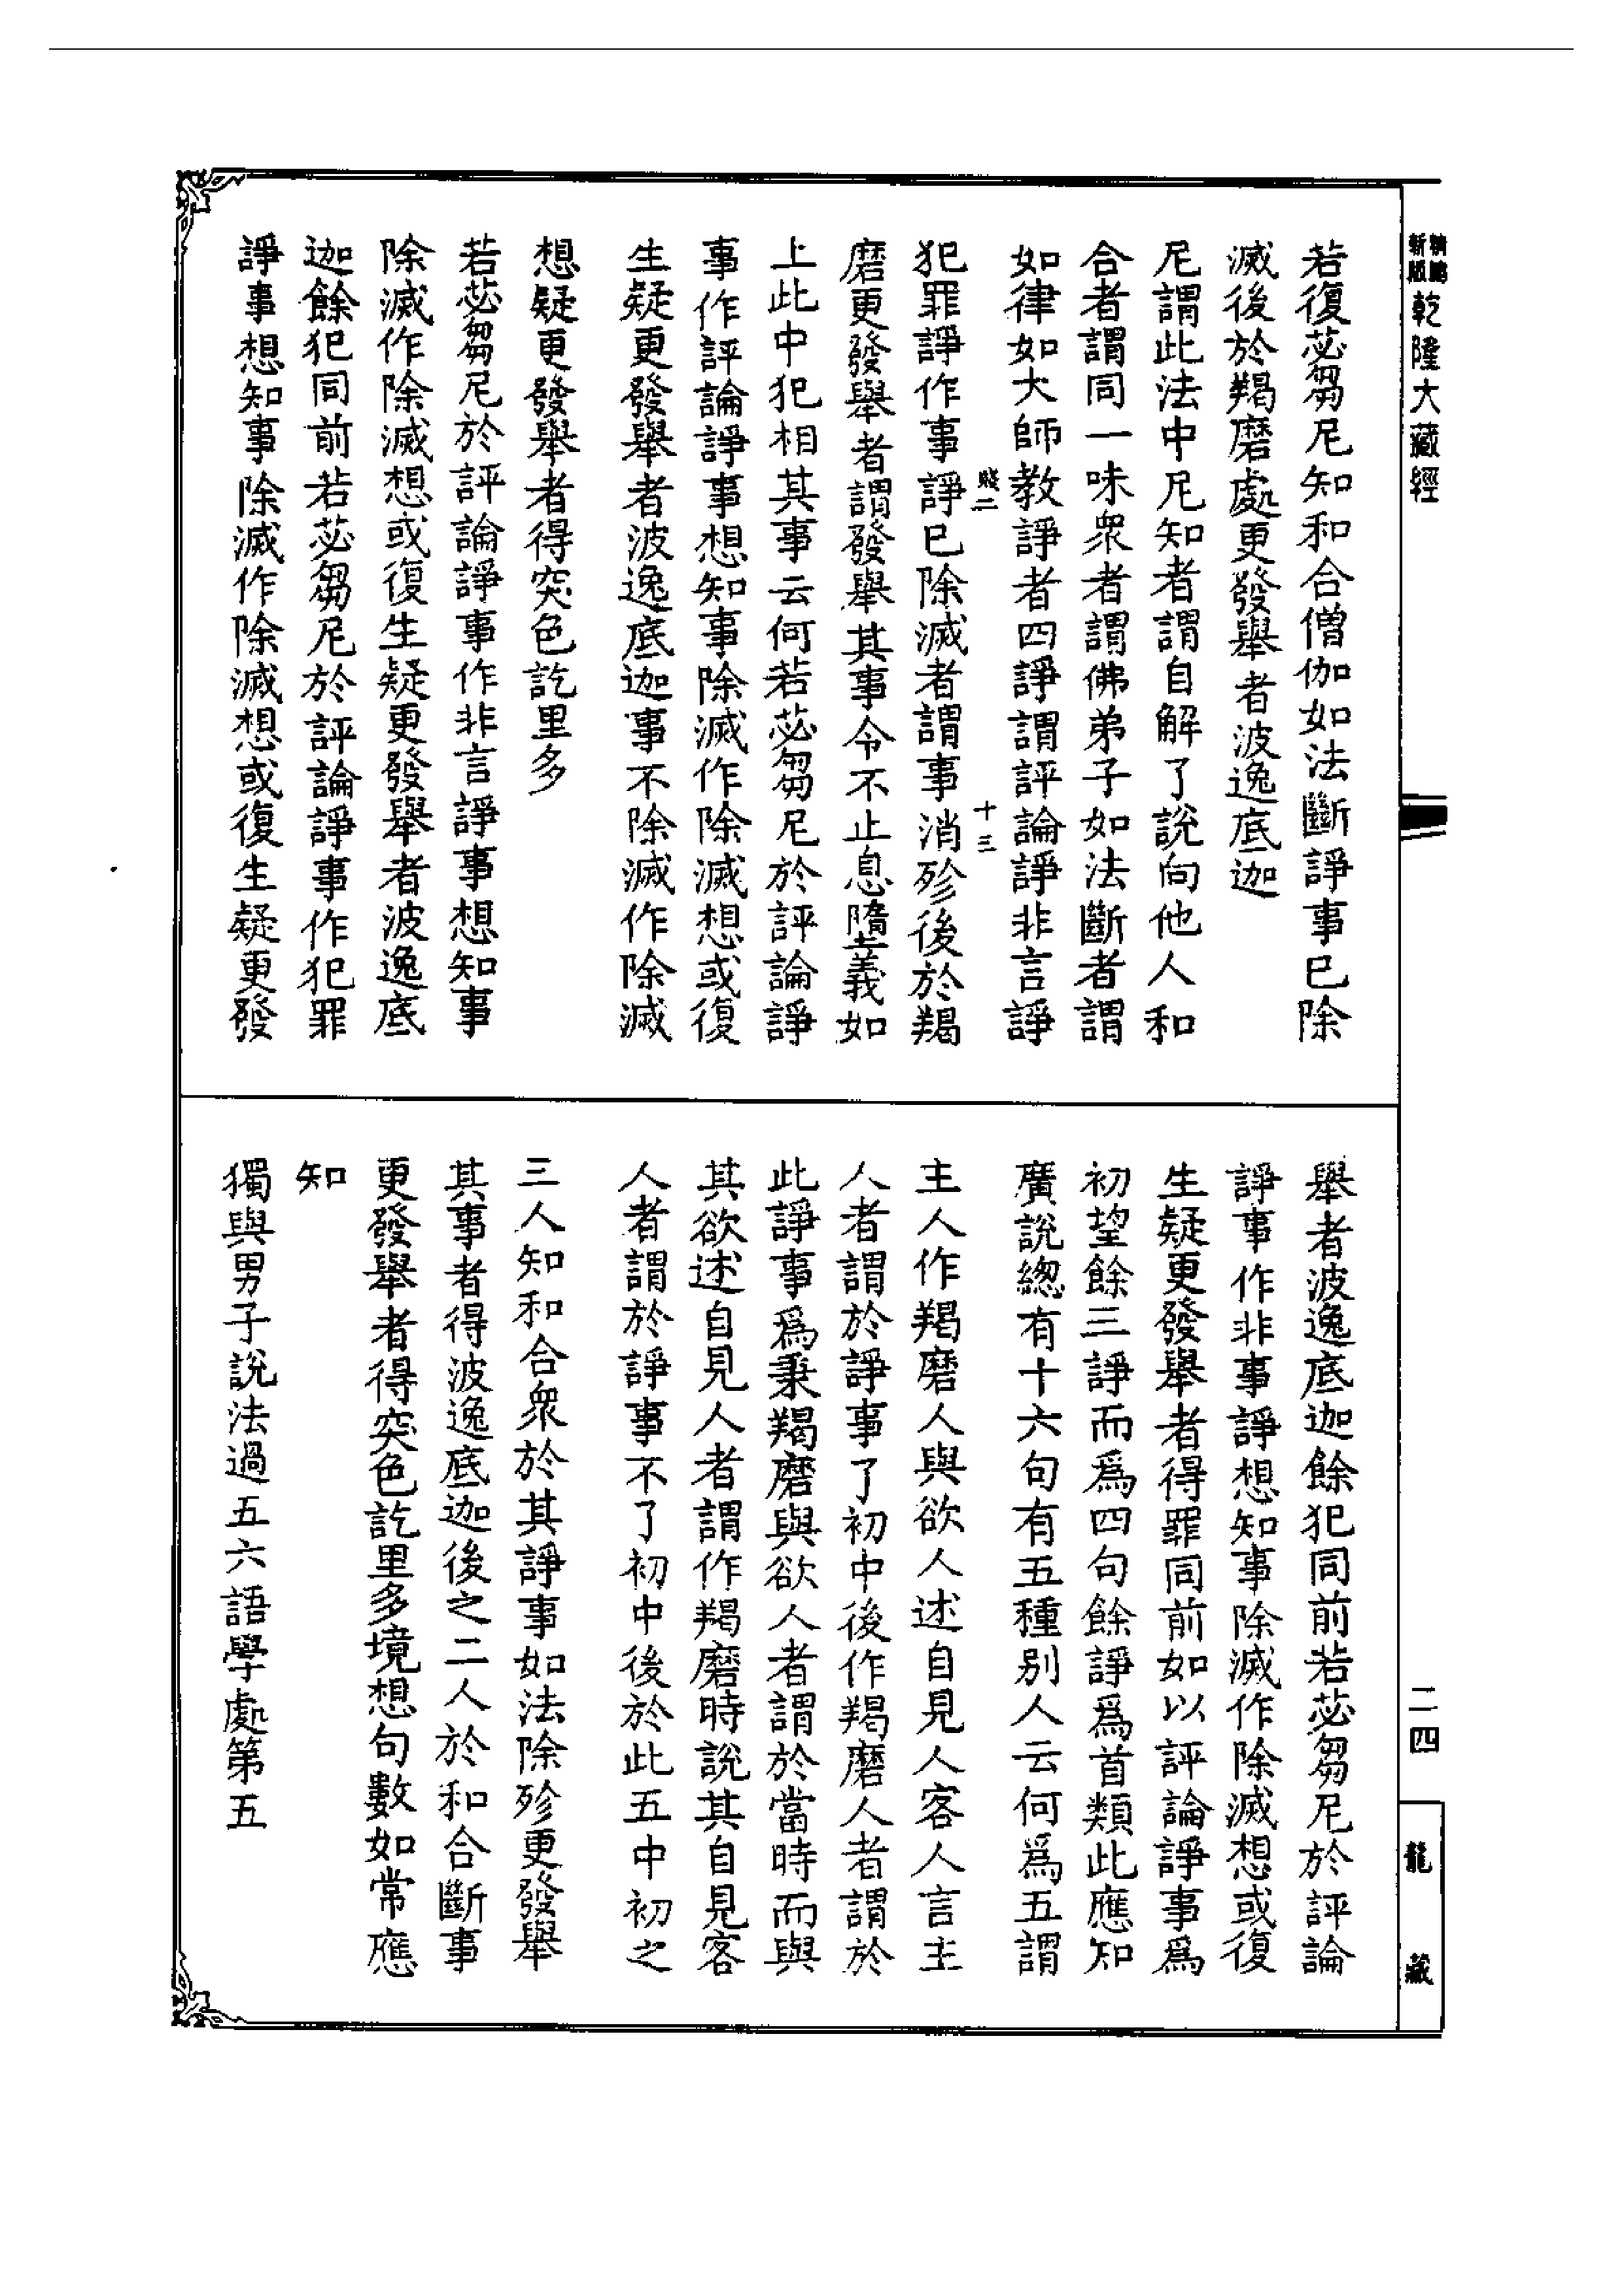 乾隆大藏經
若復苾芻尼知和合僧伽如法斷諍事已除
滅後於羯磨處更發舉者波逸底迦
尼謂此法中尼知者謂自解了說向他人和
合者謂同一味衆者謂佛弟子如法斷者謂
如律如大師教諍者四諍謂評論諍非言諍
十三
犯罪諍作事諍已除滅者謂事消殄後於羯
磨更發舉者謂發舉其事令不止息墮義如
上此中犯相其事云何若苾芻尼於評論諍
事作評論諍事想知事除滅作除滅想或復
生疑更發舉者波逸底迦事不除滅作除滅
想疑更發舉者得突色訖里多
若苾芻尼於評論諍事作非言諍事想知事
除滅作除滅想或復生疑更發舉者波逸底
迦餘犯同前若苾芻尼於評論諍事作犯罪
諍事想知事除滅作除滅想或復生疑更發
舉者波逸底迦餘犯同前若苾芻尼於評論
諍事作非事諍想知事除滅作除滅想或復
生疑更發舉者得罪同前如以評論諍事爲
初望餘三諍而爲四句餘諍爲首類此應知
廣說總有十六句有五種別人云何爲五謂
主人作羯磨人與欲人述自見人客人言主
人者謂於諍事了初中後作羯磨人者謂於
此諍事爲秉羯磨與欲人者謂於當時而與
其欲述自見人者謂作羯磨時說其自見客
人者謂於諍事不了初中後於此五中初之
三人知和合衆於其諍事如法除殄更發舉
其事者得波逸底迦後之二人於和合斷事
更發舉者得突色訖里多境想句數如常應
知
獨與男子說法過五六語學處第五
二四
龍藏